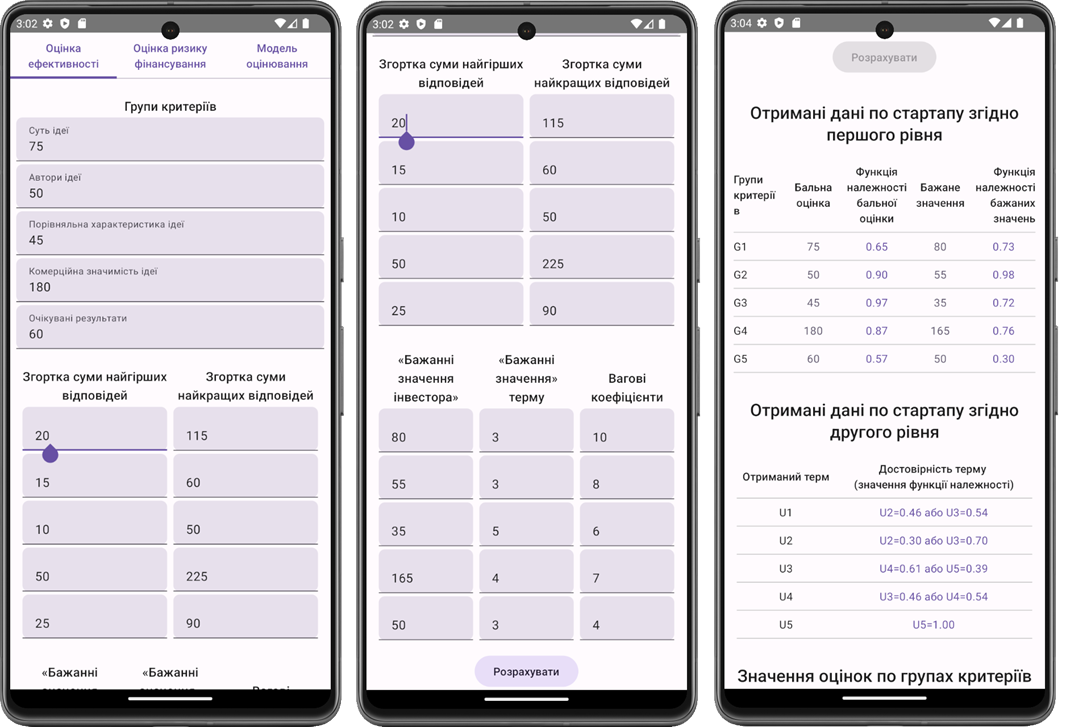 3:02
Оцінка
ефективності
Оцінка ризику
фінансування
Модель
оцінювання
Групи критеріїв
Суть ідеї
75
Автори ідеї
50
Порівняльна характеристика ідеї
45
Комерційна значимість ідеї
180
Очікувані результати
60
Згортка суми найгірших
відповідей
Згортка суми
найкращих відповідей
20 115
15 60
10 50
50 225
25 90
«Бажанні «Бажанні
3:02
Згортка суми найгірших
відповідей
Згортка суми
найкращих відповідей
20 115
15 60
10 50
50 225
25 90
«Бажанні
значення
інвестора»
«Бажанні
значення»
терму
Вагові
коефіцієнти
80 3 10
55 3 8
35 5 6
165 4 7
50 3 4
Розрахувати
3:04
Розрахувати
Отримані дані по стартапу згідно
першого рівня
Групи
критерії
в
Бальна
оцінка
Функція
належності
бальної
оцінки
Бажане
значення
Функція
належності
бажаних
значень
G1 75 0.65 80 0.73
G2 50 0.90 55 0.98
G3 45 0.97 35 0.72
G4 180 0.87 165 0.76
G5 60 0.57 50 0.30
Отримані дані по стартапу згідно
другого рівня
Отриманий терм
Достовірність терму
(значення функції належності)
U1 U2=0.46 або U3=0.54
U2 U2=0.30 або U3=0.70
U3 U4=0.61 або U5=0.39
U4 U3=0.46 або U4=0.54
U5 U5=1.00
Значення оцінок по групах критеріїв